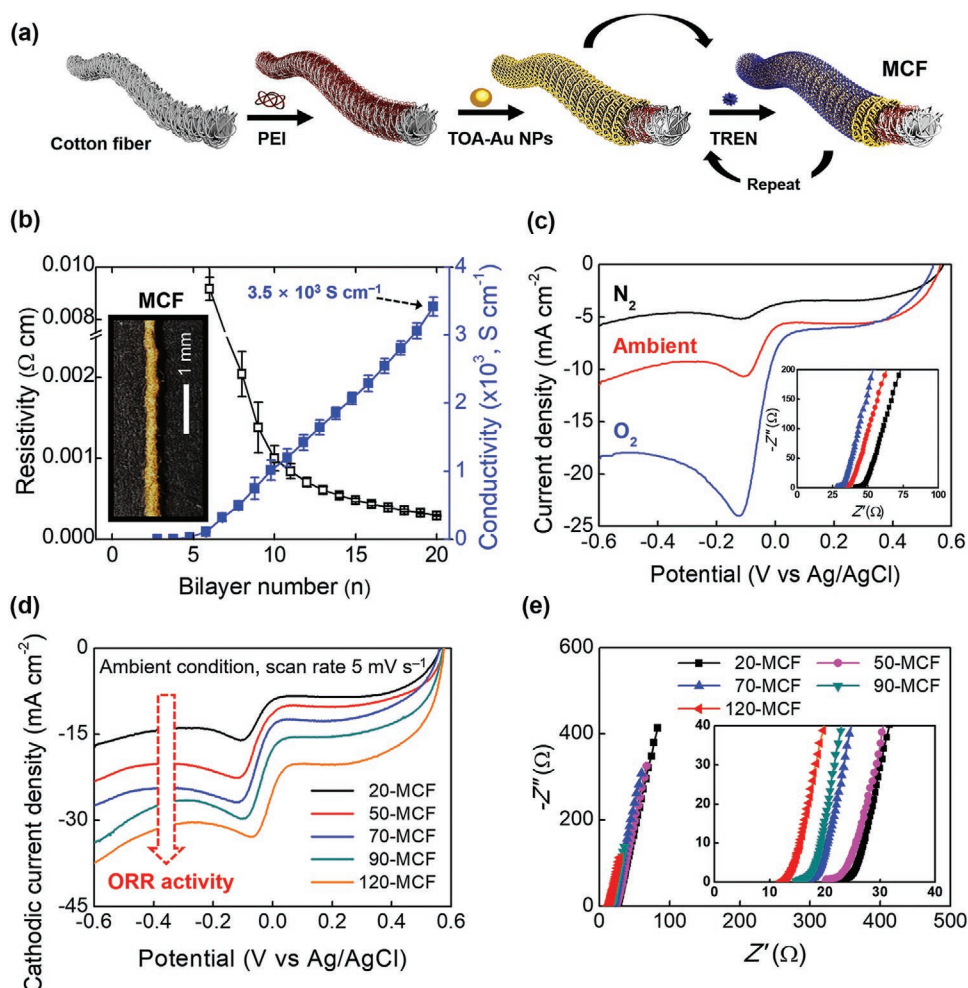 (a)
Cotton fiber
PEI
TOA-Au NPs
TREN
MCF
Repeat
(b)
Resistivity (Ω cm)
0.010
0.008
0.002
0.001
0.000
MCF
1 mm
3.5 × 10³ S cm⁻¹
4
3
2
1
0
Conductivity (x10³, S cm⁻¹)
0 5 10 15 20
Bilayer number (n)
(c)
Current density (mA cm⁻²)
0
-5
-10
-15
-20
-25
N₂
Ambient
O₂
-Z″(Ω)
200
150
100
50
0
0 25 50 75 100
Z′(Ω)
-0.6 -0.4 -0.2 0.0 0.2 0.4 0.6
Potential (V vs Ag/AgCl)
(d)
Cathodic current density (mA cm⁻²)
0
-15
-30
-45
Ambient condition, scan rate 5 mV s⁻¹
ORR activity
20-MCF
50-MCF
70-MCF
90-MCF
120-MCF
-0.6 -0.4 -0.2 0.0 0.2 0.4 0.6
Potential (V vs Ag/AgCl)
(e)
-Z″(Ω)
600
400
200
0
20-MCF 50-MCF
70-MCF 90-MCF
120-MCF
40
30
20
10
0
0 10 20 30 40
0 100 200 300 400 500
Z′(Ω)